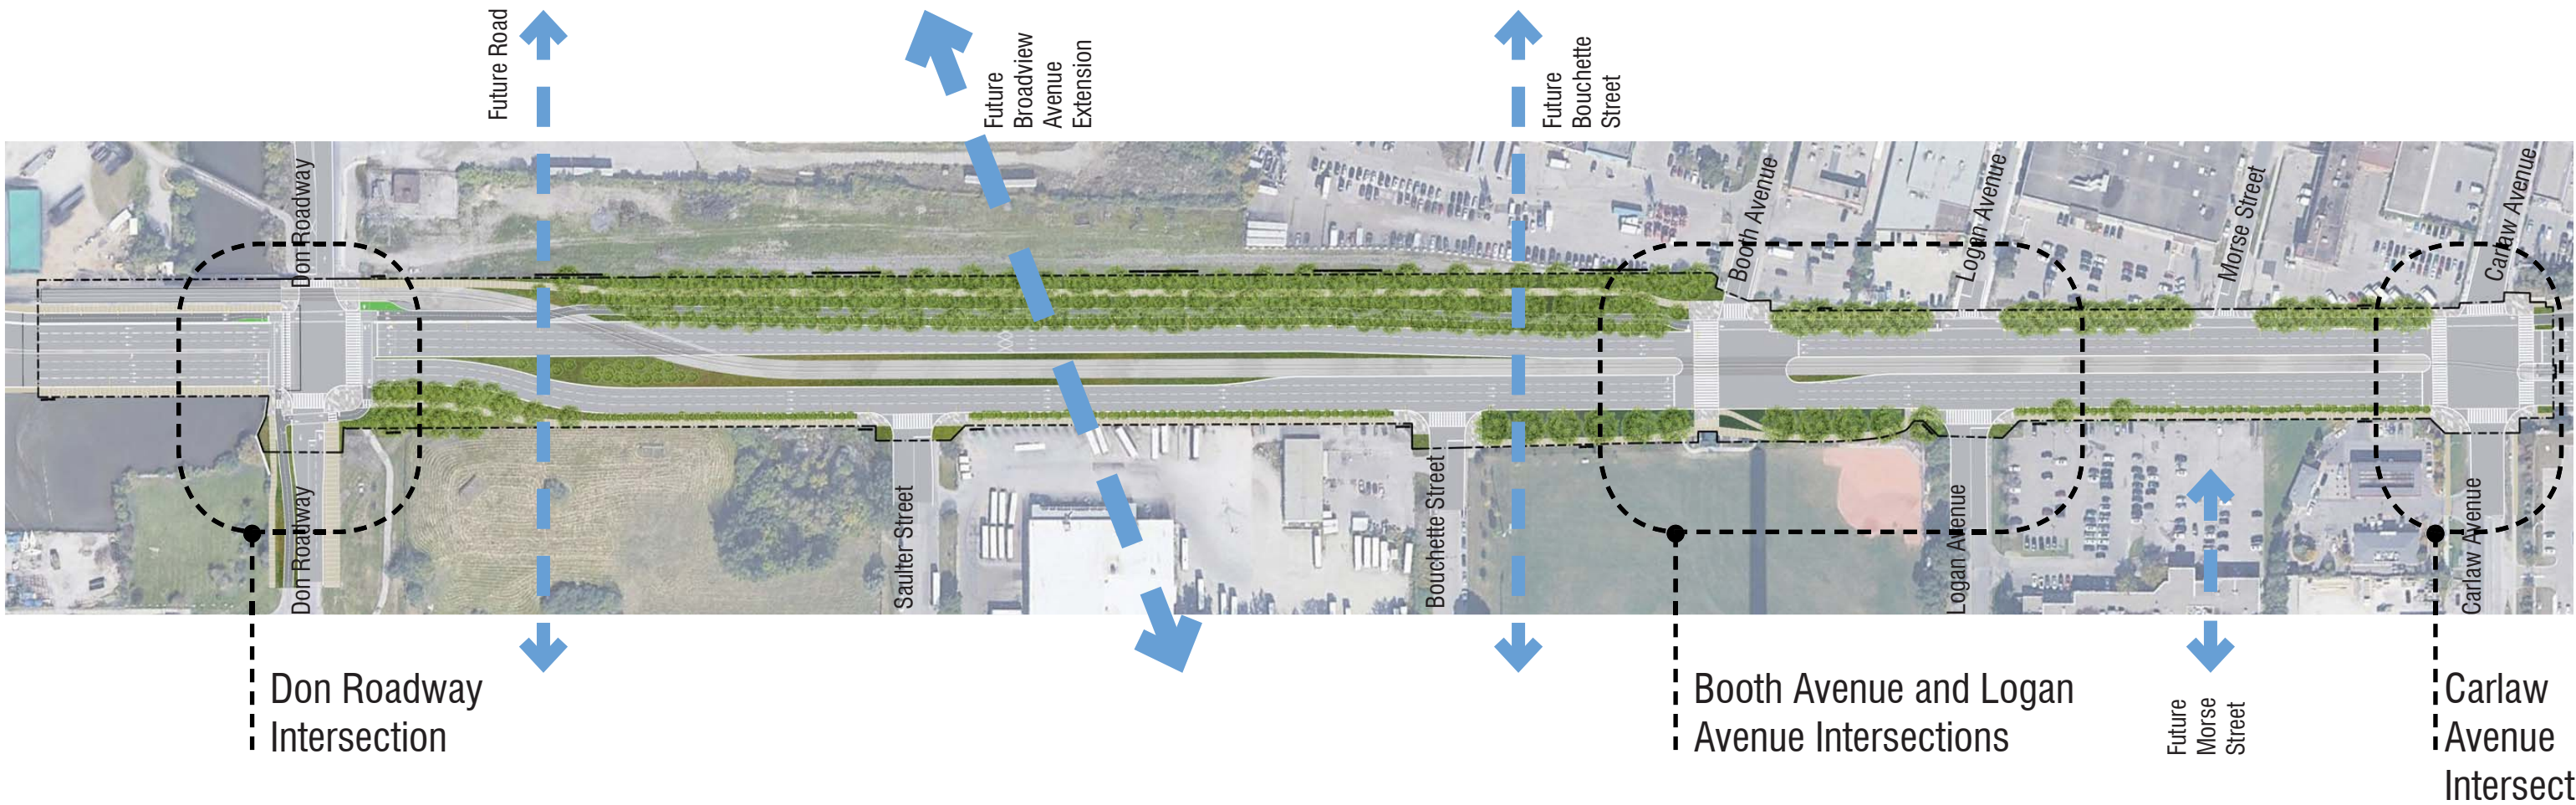 Future Road
Future
Broadview
Avenue
Extension
Future
Bouchette
Street
Don Roadway
Booth Avenue
Logan Avenue
Morse Street
Carlaw Avenue
Don Roadway
Saulter Street
Bouchette Street
Logan Avenue
Carlaw Avenue
Don Roadway
Intersection
Booth Avenue and Logan
Avenue Intersections
Future
Morse
Street
Carlaw
Avenue
Intersect